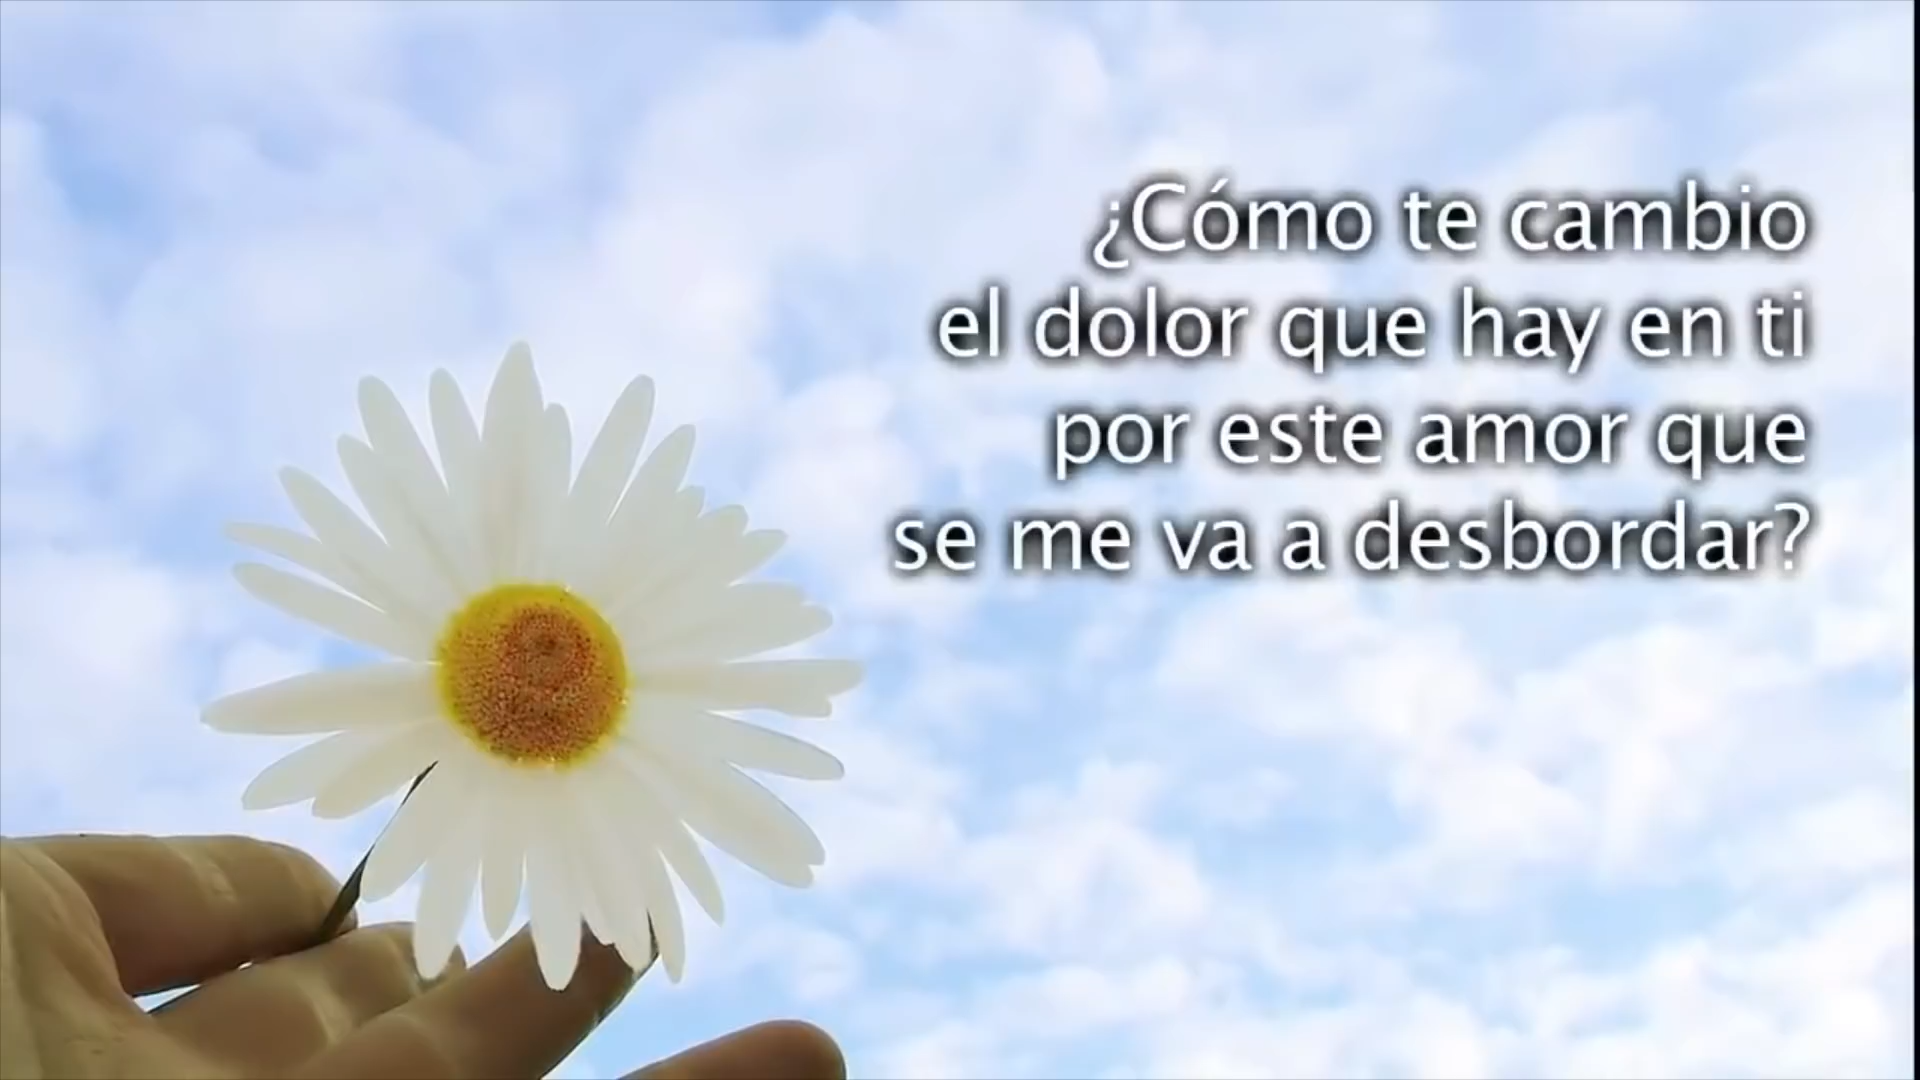 ¿Cómo te cambio
el dolor que hay en ti
por este amor que
se me va a desbordar?